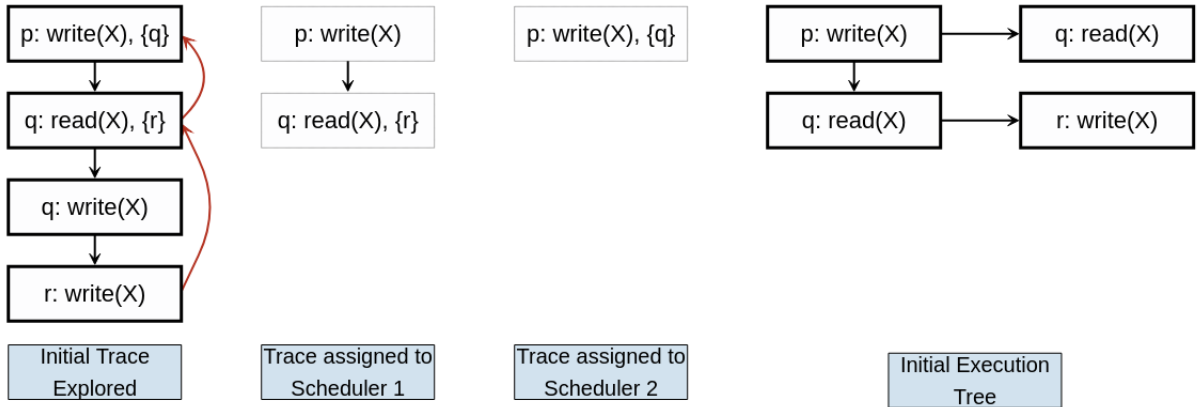 p: write(X), {q}
q: read(X), {r}
q: write(X)
r: write(X)
Initial Trace
Explored
p: write(X)
q: read(X), {r}
Trace assigned to
Scheduler 1
p: write(X), {q}
Trace assigned to
Scheduler 2
p: write(X)
q: read(X)
q: read(X)
r: write(X)
Initial Execution
Tree